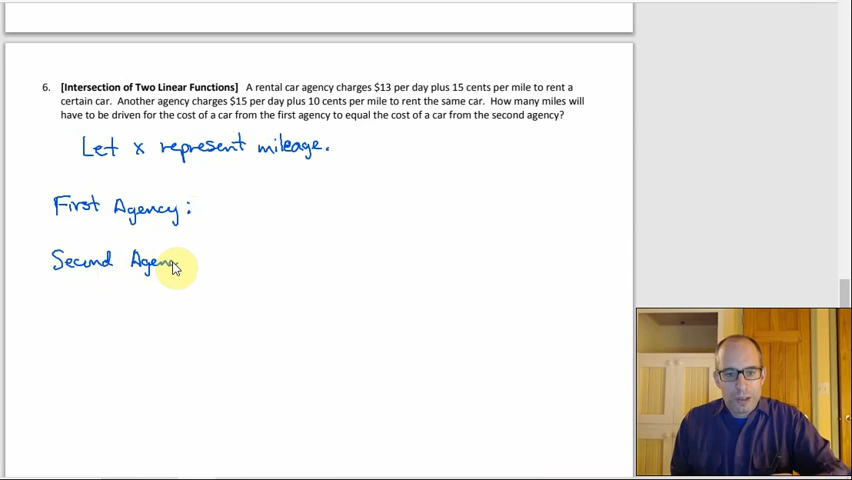 6. [Intersection of Two Linear Functions] A rental car agency charges $13 per day plus 15 cents per mile to rent a
certain car. Another agency charges $15 per day plus 10 cents per mile to rent the same car. How many miles will
have to be driven for the cost of a car from the first agency to equal the cost of a car from the second agency?
Let x represent mileage.
First Agency:
Second Agenc